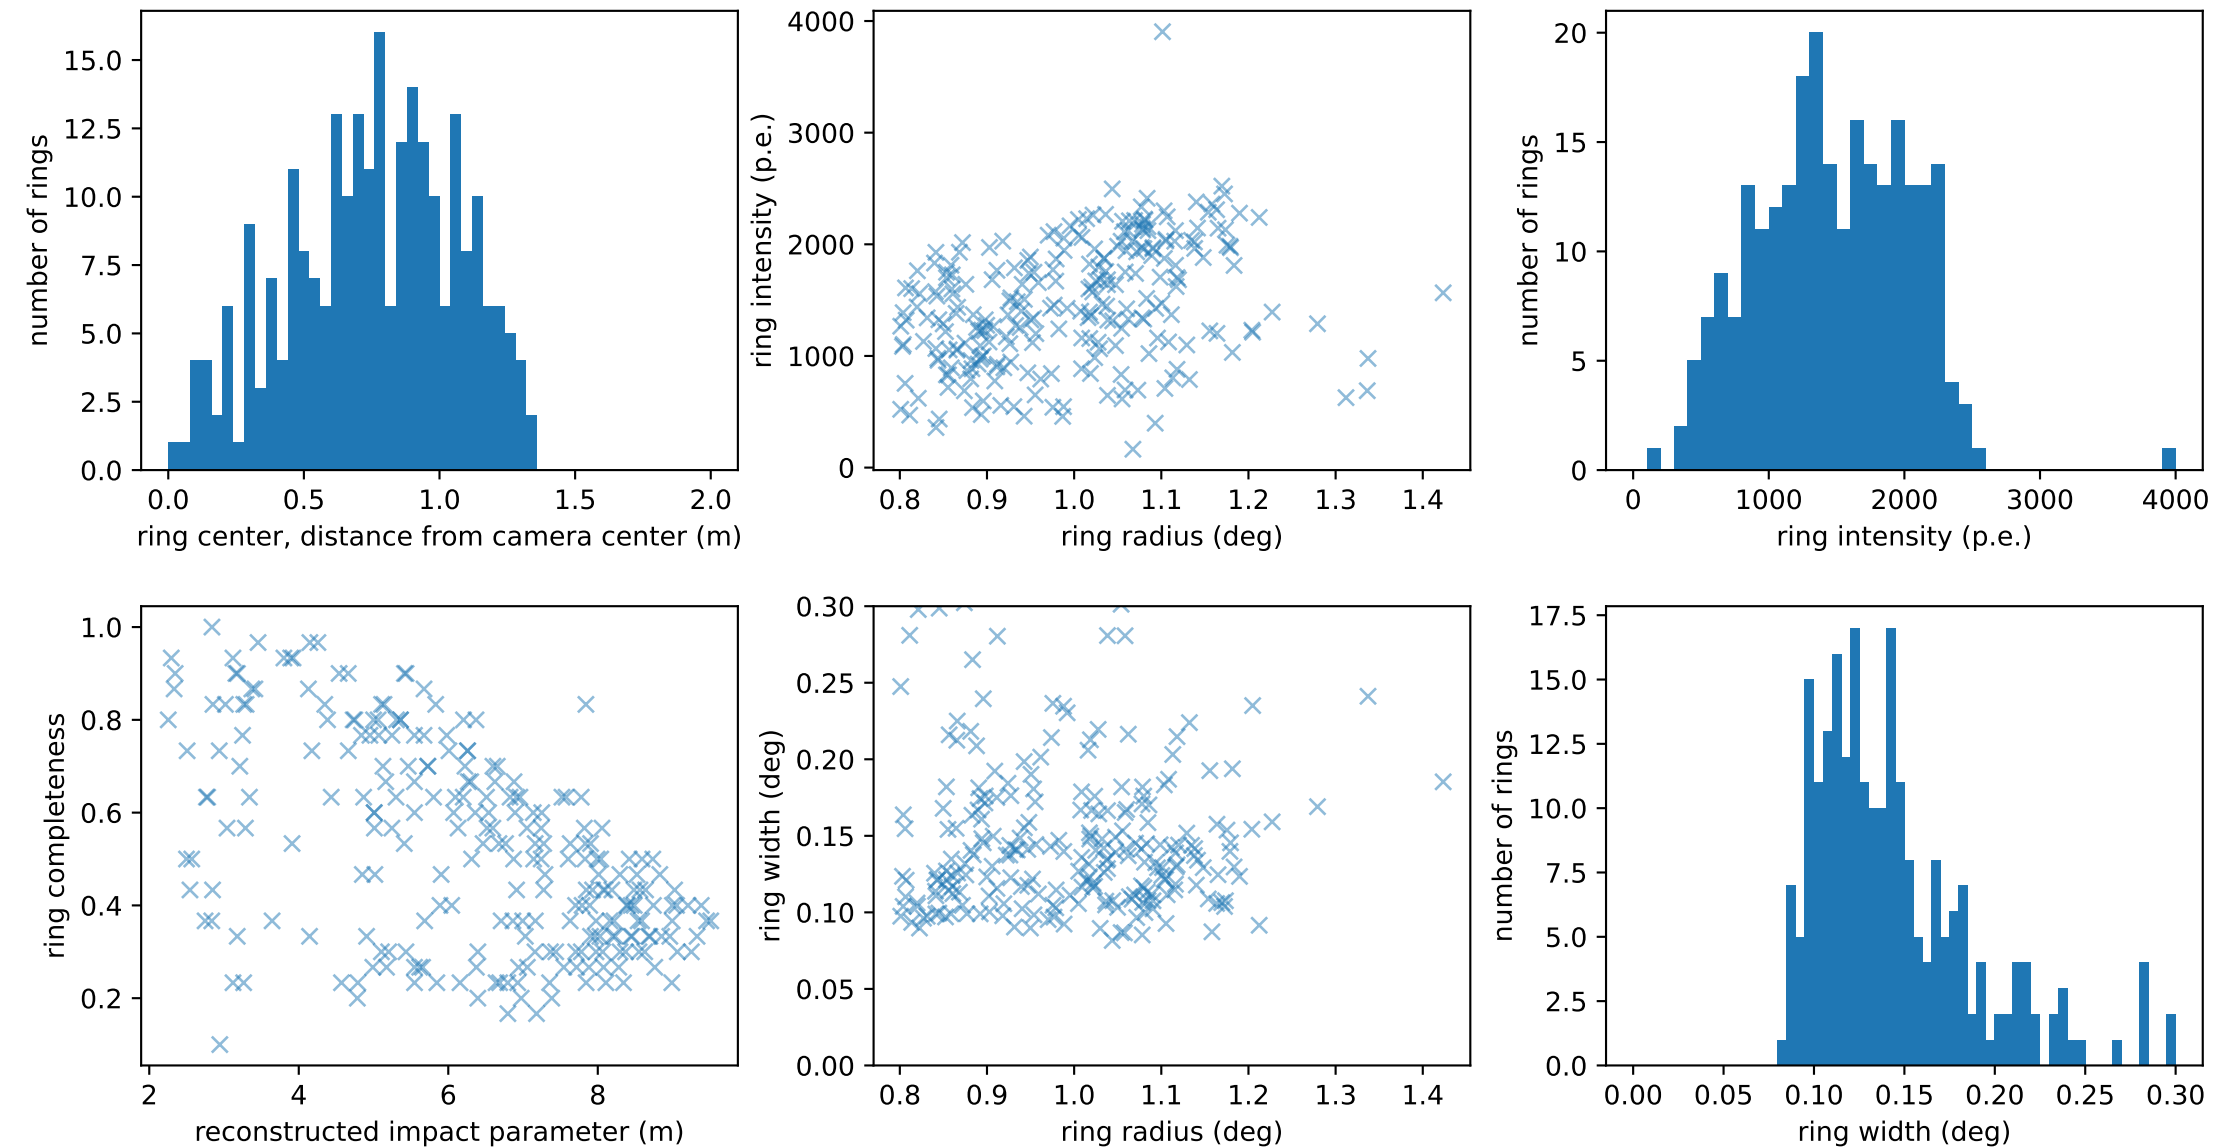 number of rings
15.0
12.5
10.0
7.5
5.0
2.5
0.0
0.0 0.5 1.0 1.5 2.0
ring center, distance from camera center (m)
ring intensity (p.e.)
4000
3000
2000
1000
0
0.8 0.9 1.0 1.1 1.2 1.3 1.4
ring radius (deg)
number of rings
20
15
10
5
0
0 1000 2000 3000 4000
ring intensity (p.e.)
ring completeness
1.0
0.8
0.6
0.4
0.2
2 4 6 8
reconstructed impact parameter (m)
ring width (deg)
0.30
0.25
0.20
0.15
0.10
0.05
0.00
0.8 0.9 1.0 1.1 1.2 1.3 1.4
ring radius (deg)
number of rings
17.5
15.0
12.5
10.0
7.5
5.0
2.5
0.0
0.00 0.05 0.10 0.15 0.20 0.25 0.30
ring width (deg)